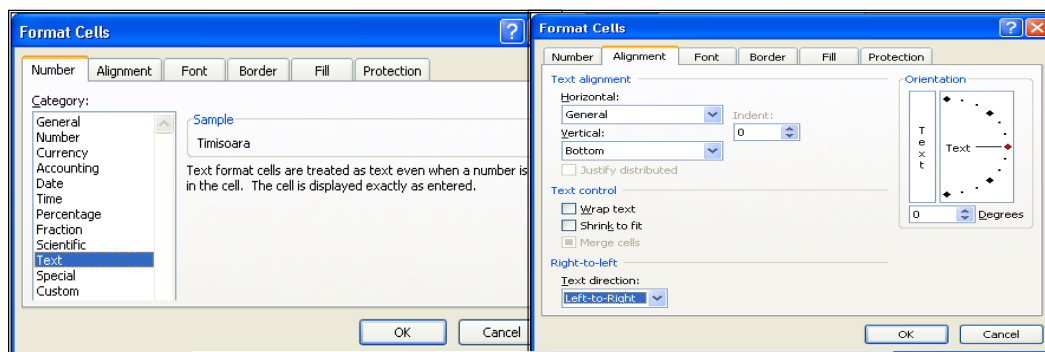 Format Cells
Number Alignment Font Border Fill Protection
Category:
General
Number
Currency
Accounting
Date
Time
Percentage
Fraction
Scientific
Text
Special
Custom
Sample
Timisoara
Text format cells are treated as text even when a number is
in the cell. The cell is displayed exactly as entered.
OK Cancel
Format Cells
Number Alignment Font Border Fill Protection
Text alignment
Horizontal:
General
Indent:
Vertical:
0
Bottom
Justify distributed
Text control
Wrap text
Shrink to fit
Merge cells
Right-to-left
Text direction:
Left-to-Right
Orientation
Text
Text
0 Degrees
OK Cancel